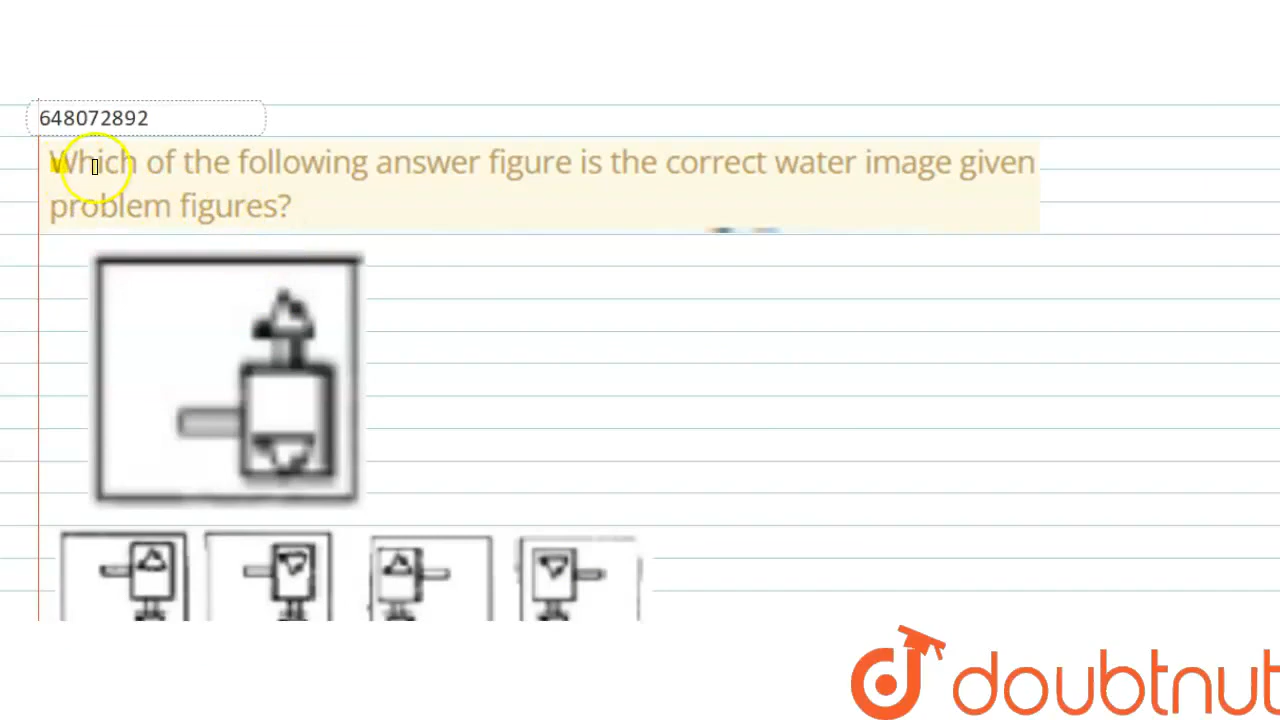 648072892
Which of the following answer figure is the correct water image given
problem figures?
doubtnut